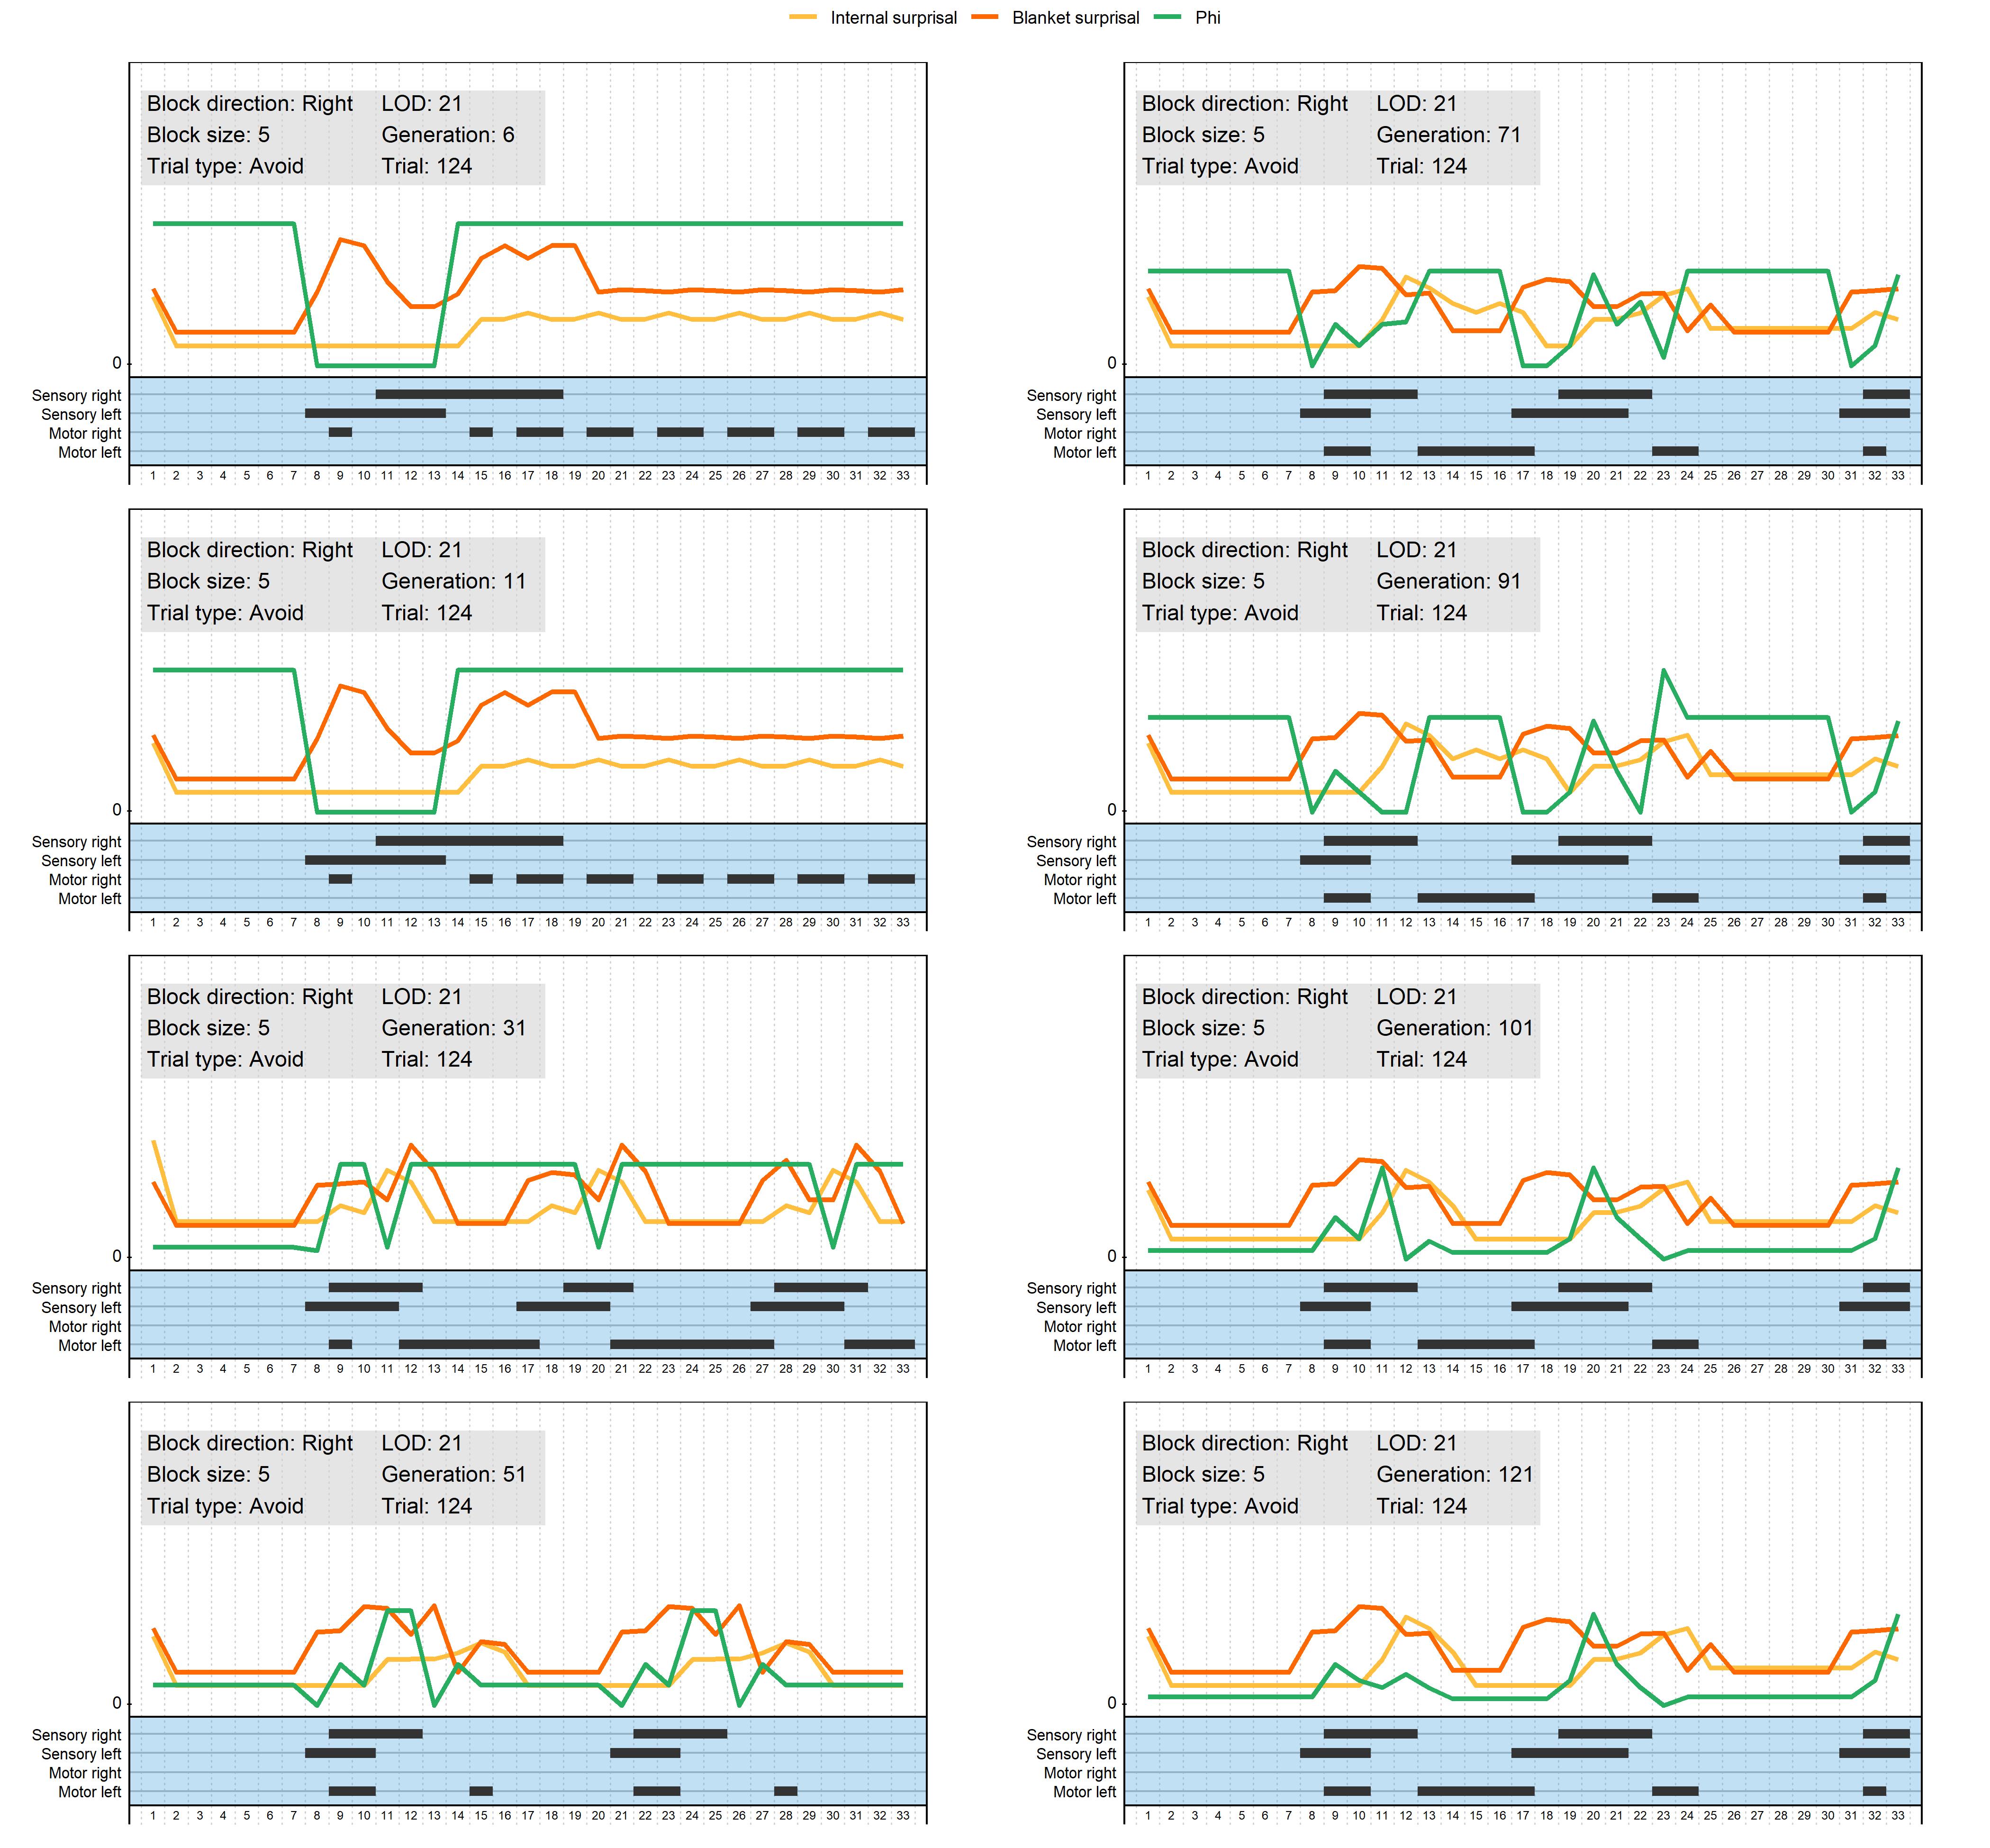 Internal surprisal Blanket surprisal Phi
Block direction: Right LOD: 21
Block size: 5 Generation: 6
Trial type: Avoid Trial: 124
0
Sensory right
Sensory left
Motor right
Motor left
1 2 3 4 5 6 7 8 9 10 11 12 13 14 15 16 17 18 19 20 21 22 23 24 25 26 27 28 29 30 31 32 33
Block direction: Right LOD: 21
Block size: 5 Generation: 71
Trial type: Avoid Trial: 124
0
Sensory right
Sensory left
Motor right
Motor left
1 2 3 4 5 6 7 8 9 10 11 12 13 14 15 16 17 18 19 20 21 22 23 24 25 26 27 28 29 30 31 32 33
Block direction: Right LOD: 21
Block size: 5 Generation: 11
Trial type: Avoid Trial: 124
0
Sensory right
Sensory left
Motor right
Motor left
1 2 3 4 5 6 7 8 9 10 11 12 13 14 15 16 17 18 19 20 21 22 23 24 25 26 27 28 29 30 31 32 33
Block direction: Right LOD: 21
Block size: 5 Generation: 91
Trial type: Avoid Trial: 124
0
Sensory right
Sensory left
Motor right
Motor left
1 2 3 4 5 6 7 8 9 10 11 12 13 14 15 16 17 18 19 20 21 22 23 24 25 26 27 28 29 30 31 32 33
Block direction: Right LOD: 21
Block size: 5 Generation: 31
Trial type: Avoid Trial: 124
0
Sensory right
Sensory left
Motor right
Motor left
1 2 3 4 5 6 7 8 9 10 11 12 13 14 15 16 17 18 19 20 21 22 23 24 25 26 27 28 29 30 31 32 33
Block direction: Right LOD: 21
Block size: 5 Generation: 101
Trial type: Avoid Trial: 124
0
Sensory right
Sensory left
Motor right
Motor left
1 2 3 4 5 6 7 8 9 10 11 12 13 14 15 16 17 18 19 20 21 22 23 24 25 26 27 28 29 30 31 32 33
Block direction: Right LOD: 21
Block size: 5 Generation: 51
Trial type: Avoid Trial: 124
0
Sensory right
Sensory left
Motor right
Motor left
1 2 3 4 5 6 7 8 9 10 11 12 13 14 15 16 17 18 19 20 21 22 23 24 25 26 27 28 29 30 31 32 33
Block direction: Right LOD: 21
Block size: 5 Generation: 121
Trial type: Avoid Trial: 124
0
Sensory right
Sensory left
Motor right
Motor left
1 2 3 4 5 6 7 8 9 10 11 12 13 14 15 16 17 18 19 20 21 22 23 24 25 26 27 28 29 30 31 32 33